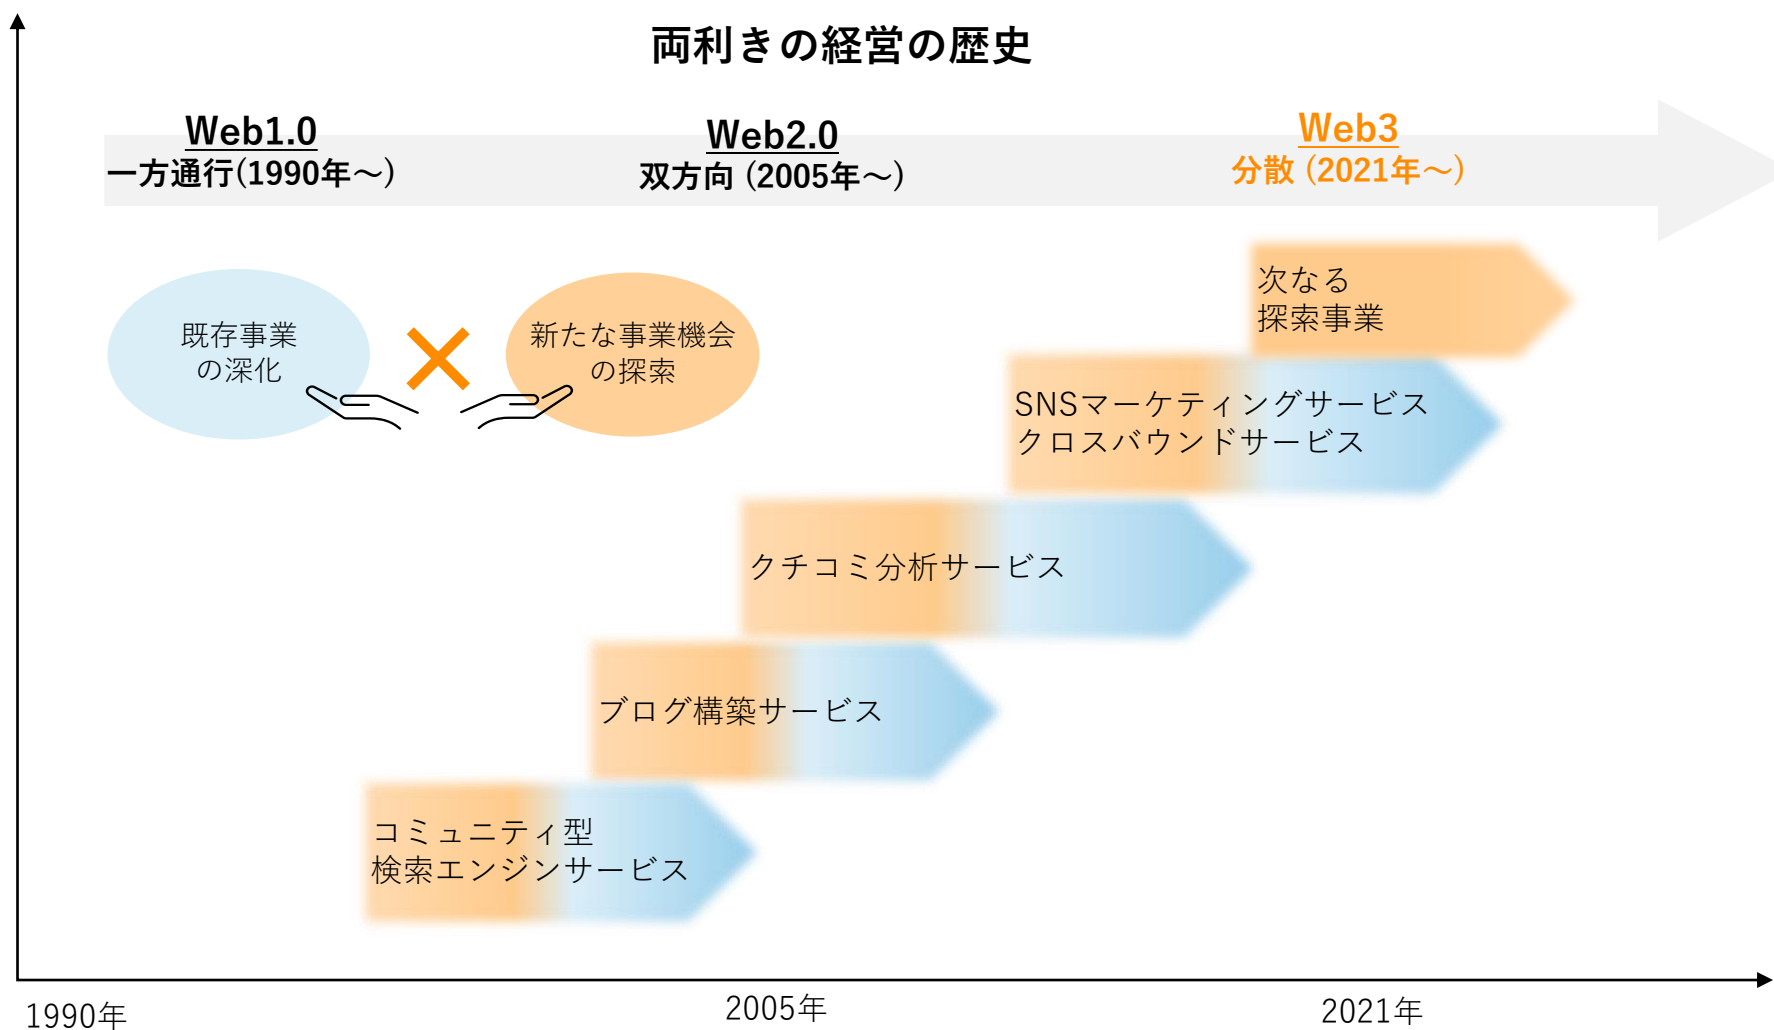 両利きの経営の歴史
Web1.0
一方通行(1990年～)
Web2.0
双方向 (2005年～)
Web3
分散 (2021年～)
既存事業
の深化
新たな事業機会
の探索
次なる
探索事業
SNSマーケティングサービス
クロスバウンドサービス
クチコミ分析サービス
ブログ構築サービス
コミュニティ型
検索エンジンサービス
1990年
2005年
2021年